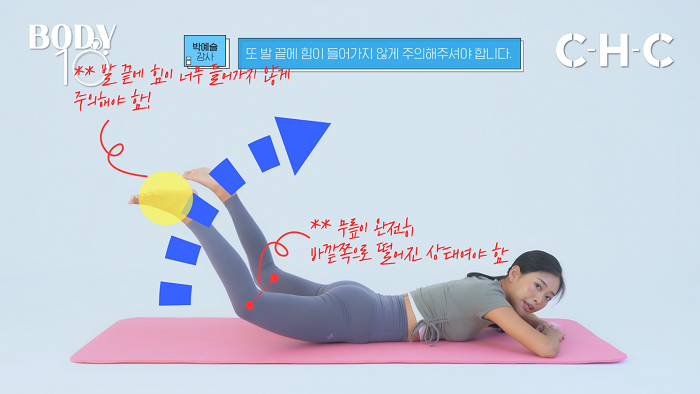 BODY
10
박예슬
강사
또 발 끝에 힘이 들어가지 않게 주의해주셔야 합니다.
C-H-C
** 발 끝에 힘이 너무 들어가지 않게
주의해야 함!
** 무릎이 완전히
바깥쪽으로 떨어진 상태여야 함